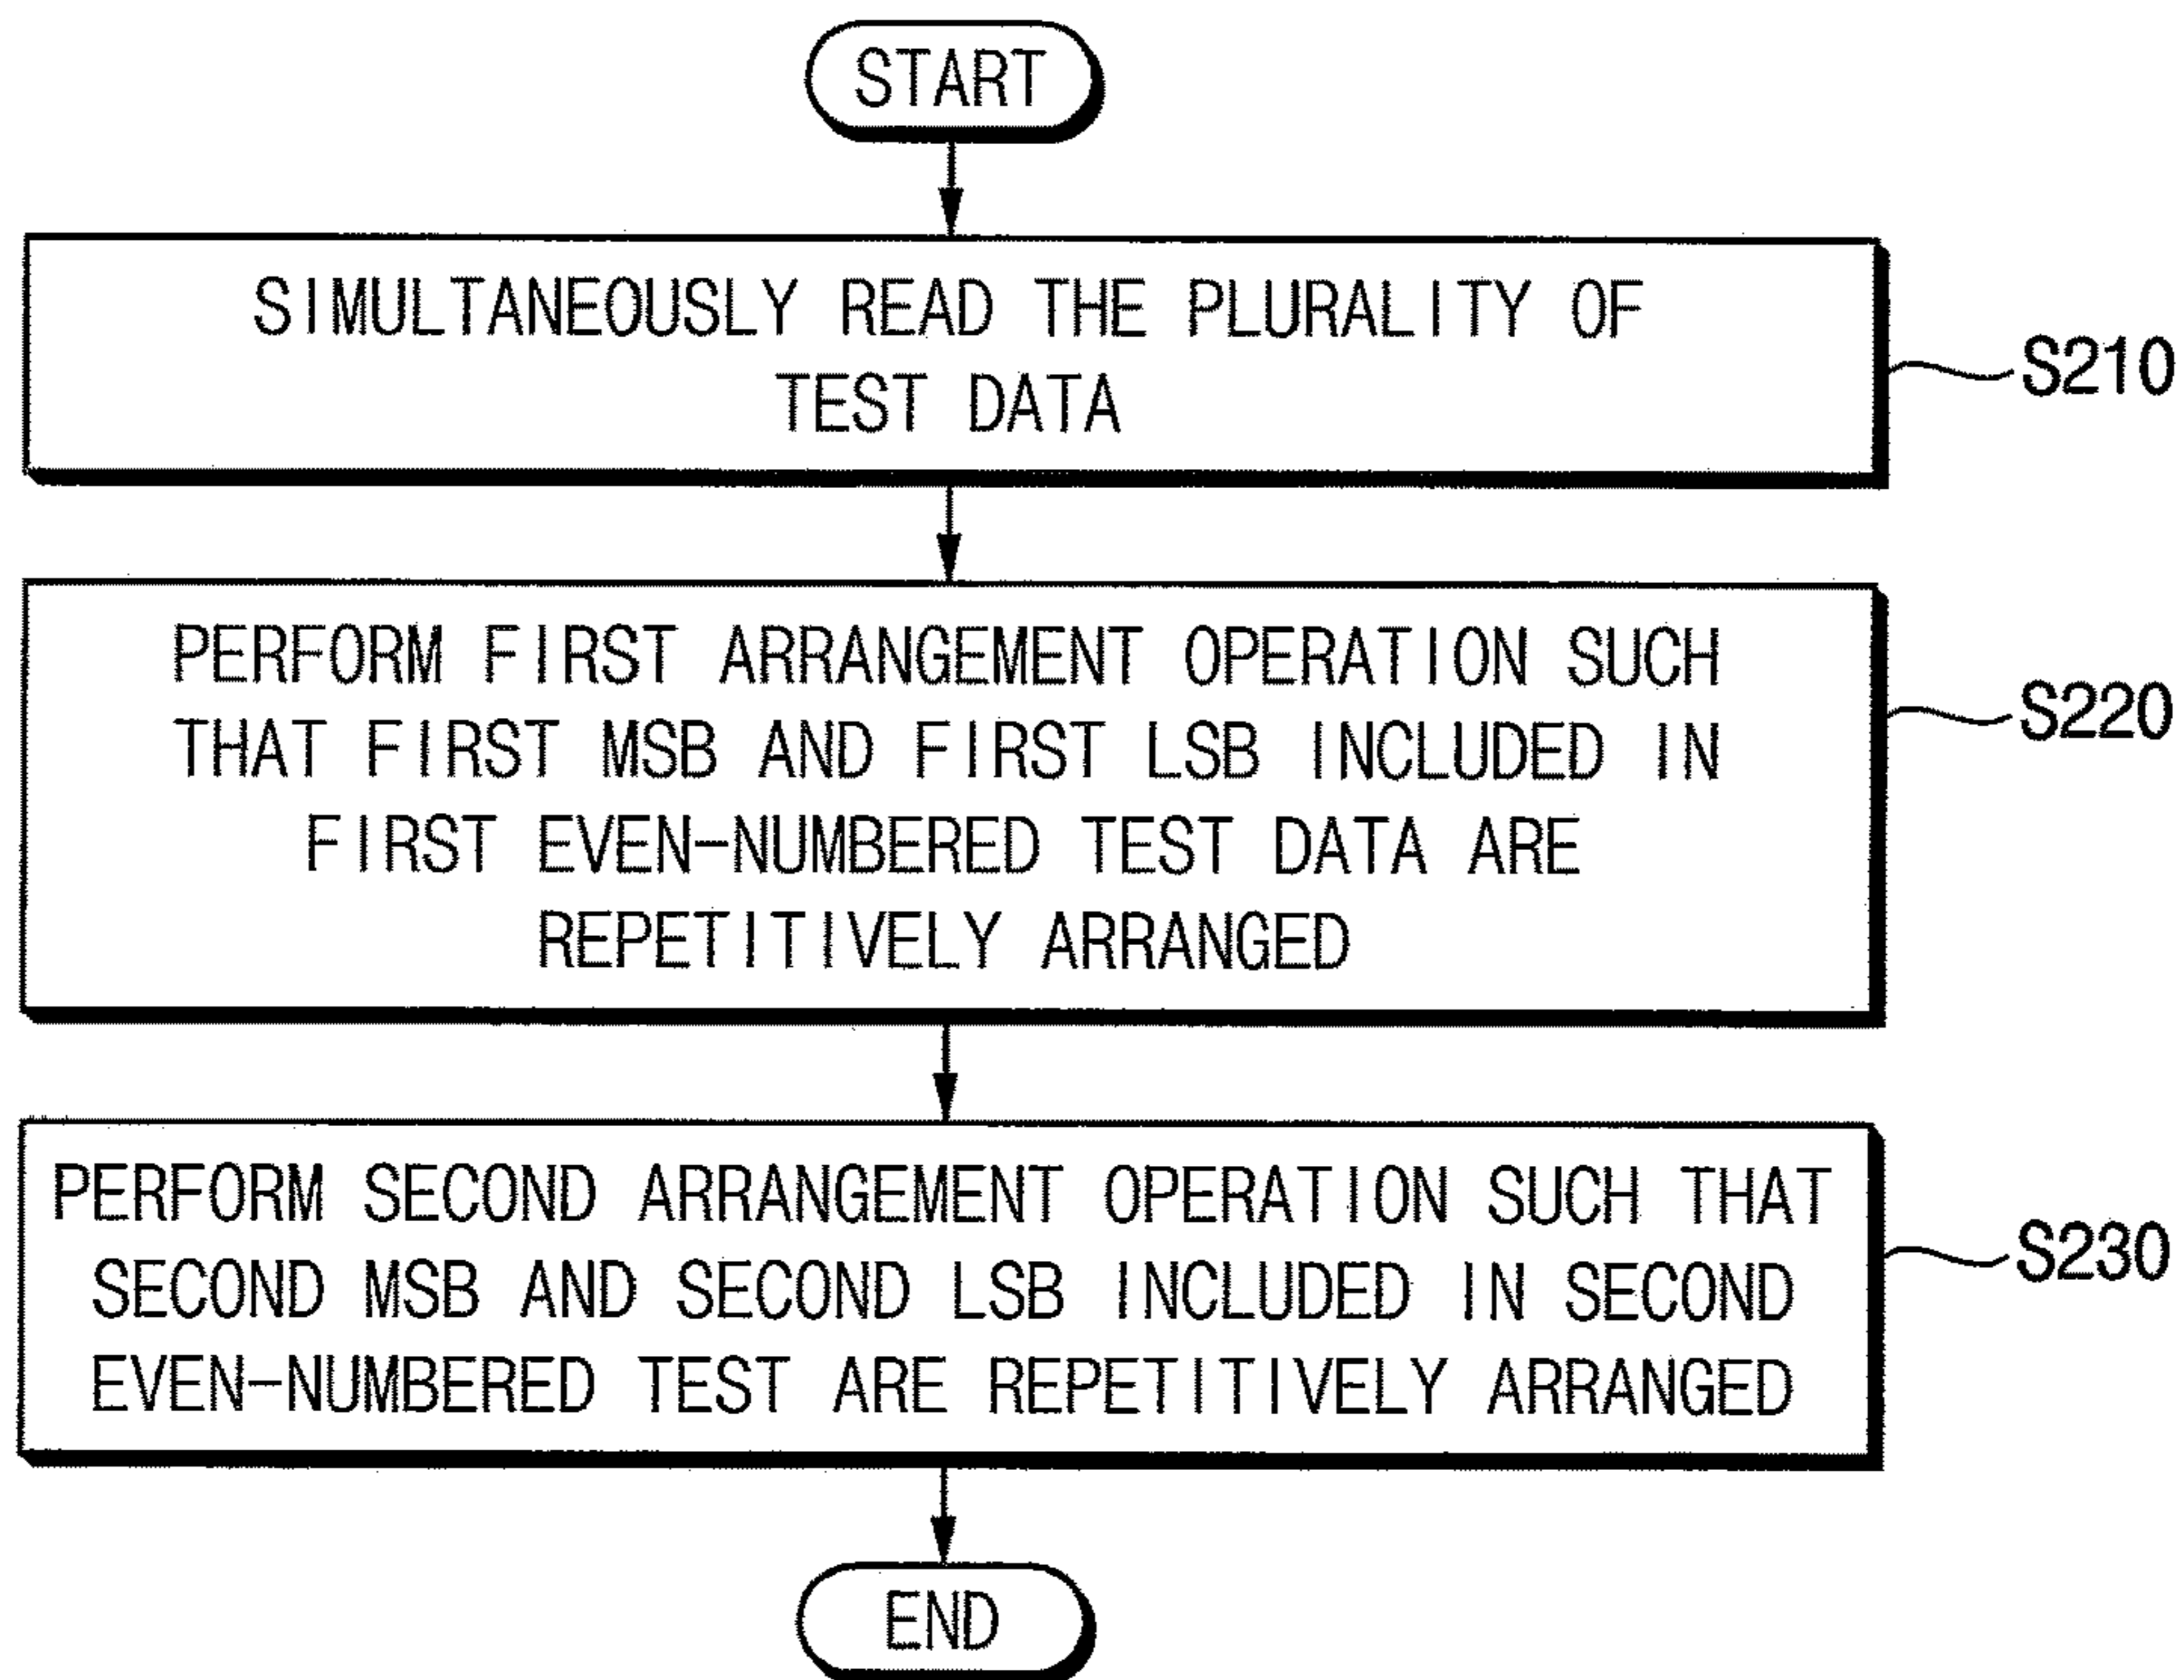 START
SIMULTANEOUSLY READ THE PLURALITY OF
TEST DATA
S210
PERFORM FIRST ARRANGEMENT OPERATION SUCH
THAT FIRST MSB AND FIRST LSB INCLUDED IN
FIRST EVEN-NUMBERED TEST DATA ARE
REPETITIVELY ARRANGED
S220
PERFORM SECOND ARRANGEMENT OPERATION SUCH THAT
SECOND MSB AND SECOND LSB INCLUDED IN SECOND
EVEN-NUMBERED TEST ARE REPETITIVELY ARRANGED
S230
END